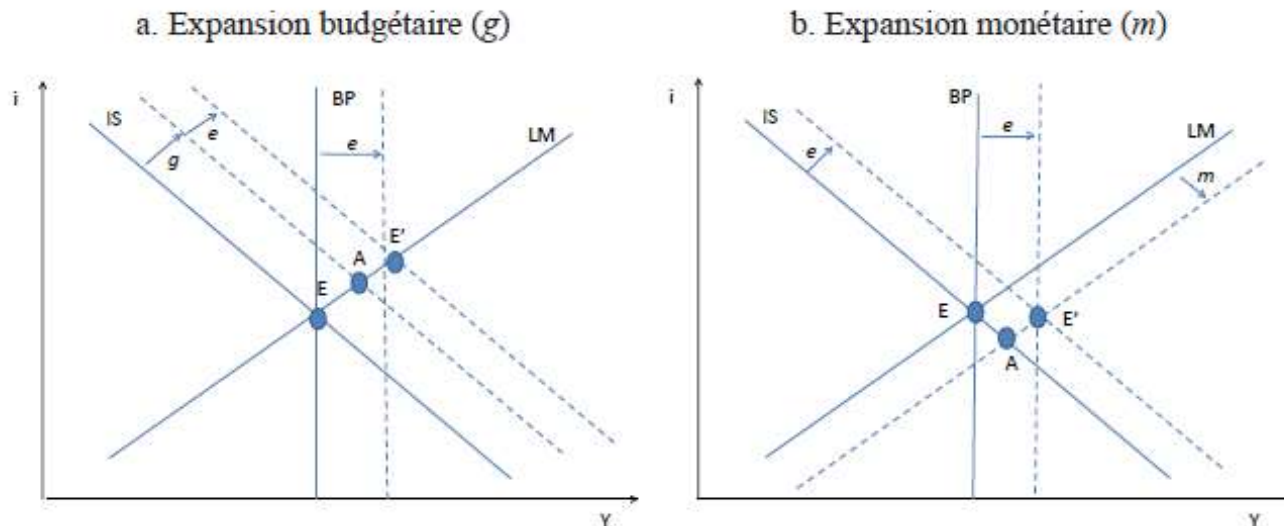 a. Expansion budgétaire (g)
i
IS
BP
LM
e
g
e
E'
A
E
Y
b. Expansion monétaire (m)
i
IS
BP
LM
e
e
m
E
E'
A
Y